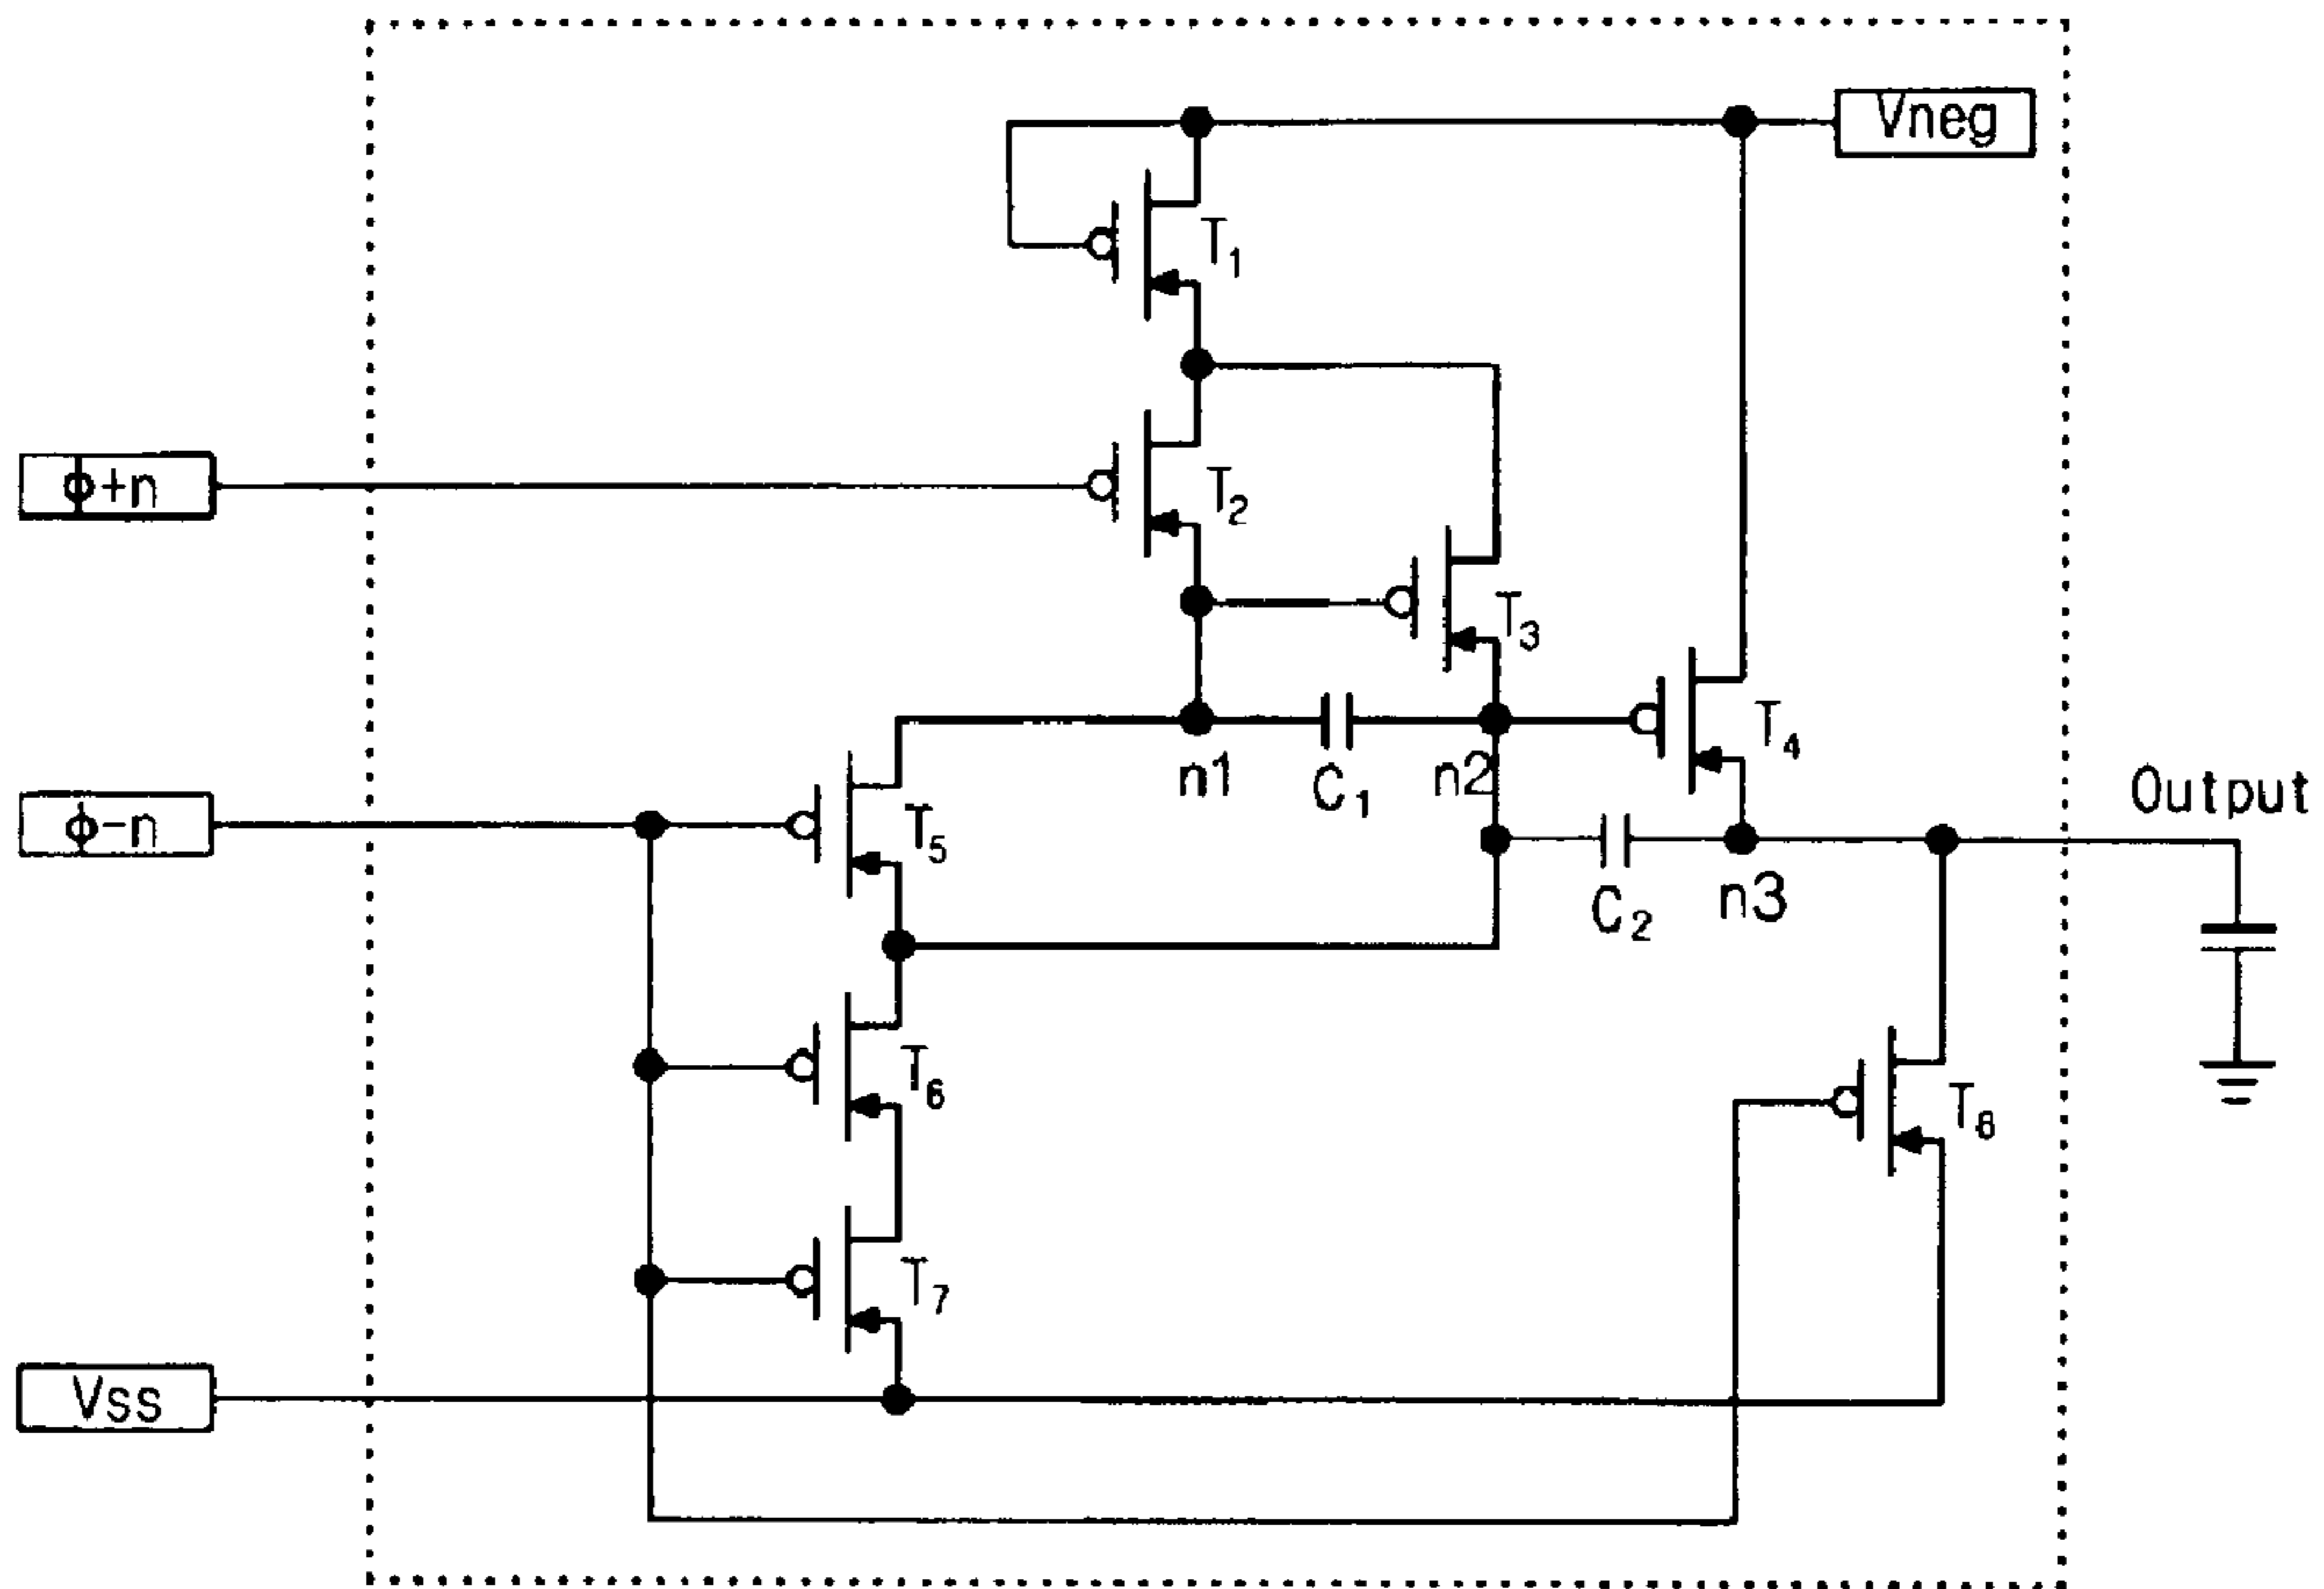 Vneg
T1
ϕ+n
T2
T3
T4
n1
C1
n2
Output
ϕ-n
T5
C2
n3
T6
T8
T7
Vss